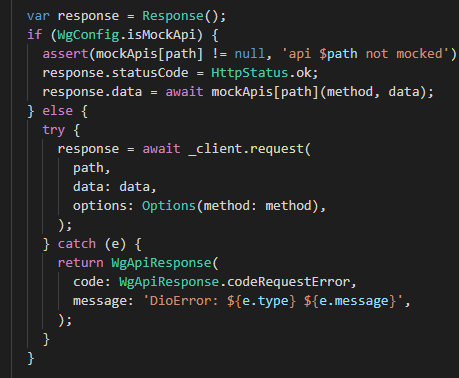 var response = Response();
if (WgConfig.isMockApi) {
  assert(mockApis[path] != null, 'api $path not mocked')
  response.statusCode = HttpStatus.ok;
  response.data = await mockApis[path](method, data);
} else {
  try {
    response = await _client.request(
      path,
      data: data,
      options: Options(method: method),
    );
  } catch (e) {
    return WgApiResponse(
      code: WgApiResponse.codeRequestError,
      message: 'DioError: ${e.type} ${e.message}',
    );
  }
}